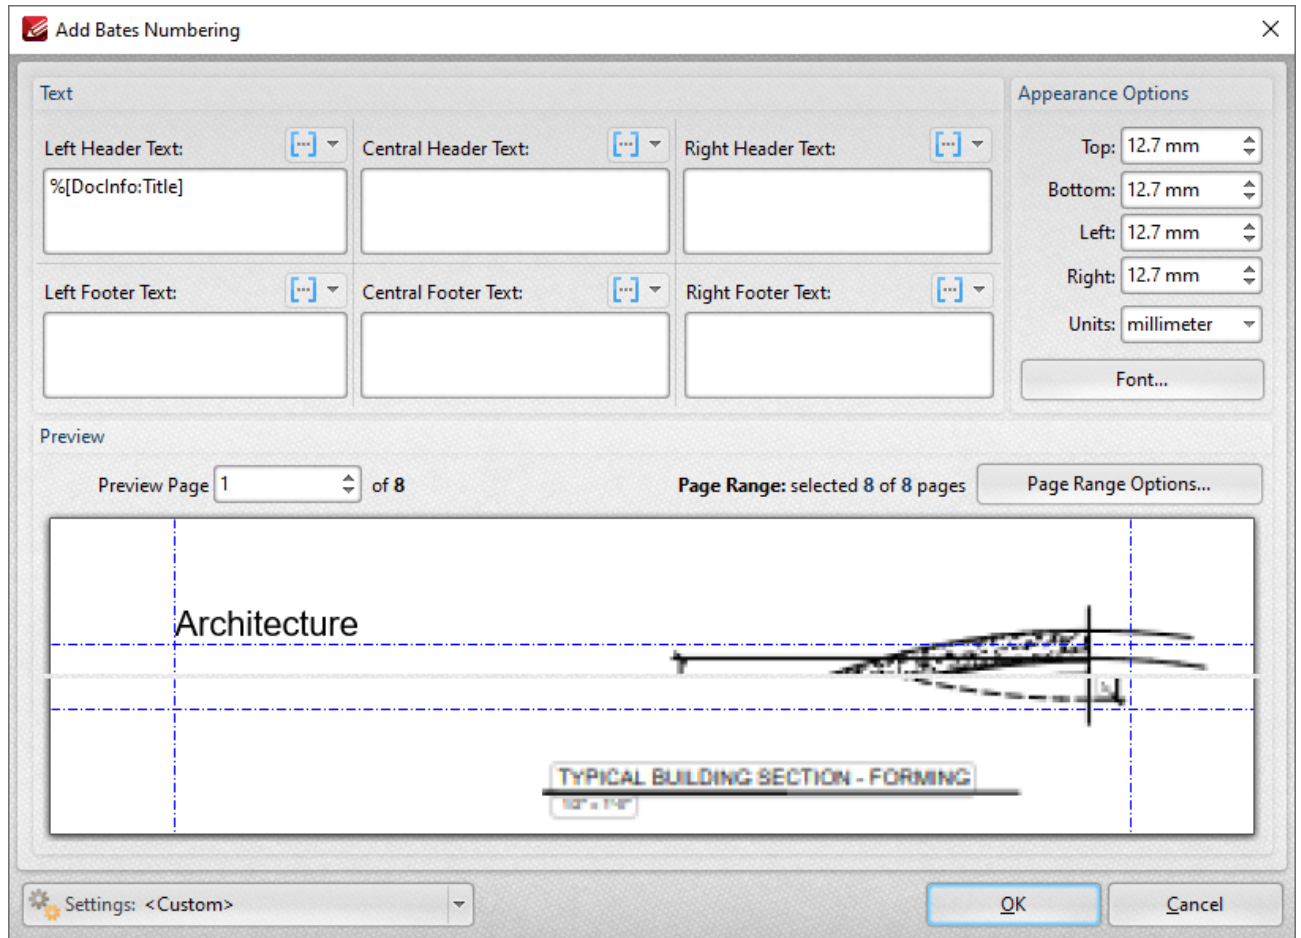 Add Bates Numbering
Text
Appearance Options
Left Header Text:
Central Header Text:
Right Header Text:
%[DocInfo:Title]
Left Footer Text:
Central Footer Text:
Right Footer Text:
Top: 12.7 mm
Bottom: 12.7 mm
Left: 12.7 mm
Right: 12.7 mm
Units: millimeter
Font...
Preview
Preview Page 1 of 8
Page Range: selected 8 of 8 pages
Page Range Options...
Architecture
TYPICAL BUILDING SECTION - FORMING
Settings: <Custom>
OK
Cancel